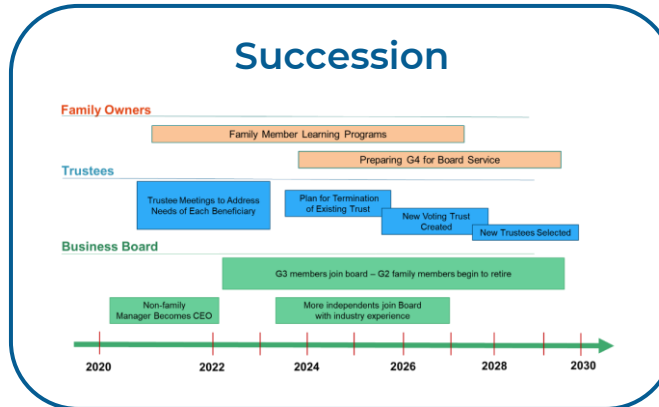 Succession
Family Owners
Family Member Learning Programs
Preparing G4 for Board Service
Trustees
Trustee Meetings to Address
Needs of Each Beneficiary
Plan for Termination
of Existing Trust
New Voting Trust
Created
New Trustees Selected
Business Board
G3 members join board – G2 family members begin to retire
Non-family
Manager Becomes CEO
More independents join Board
with industry experience
2020 2022 2024 2026 2028 2030